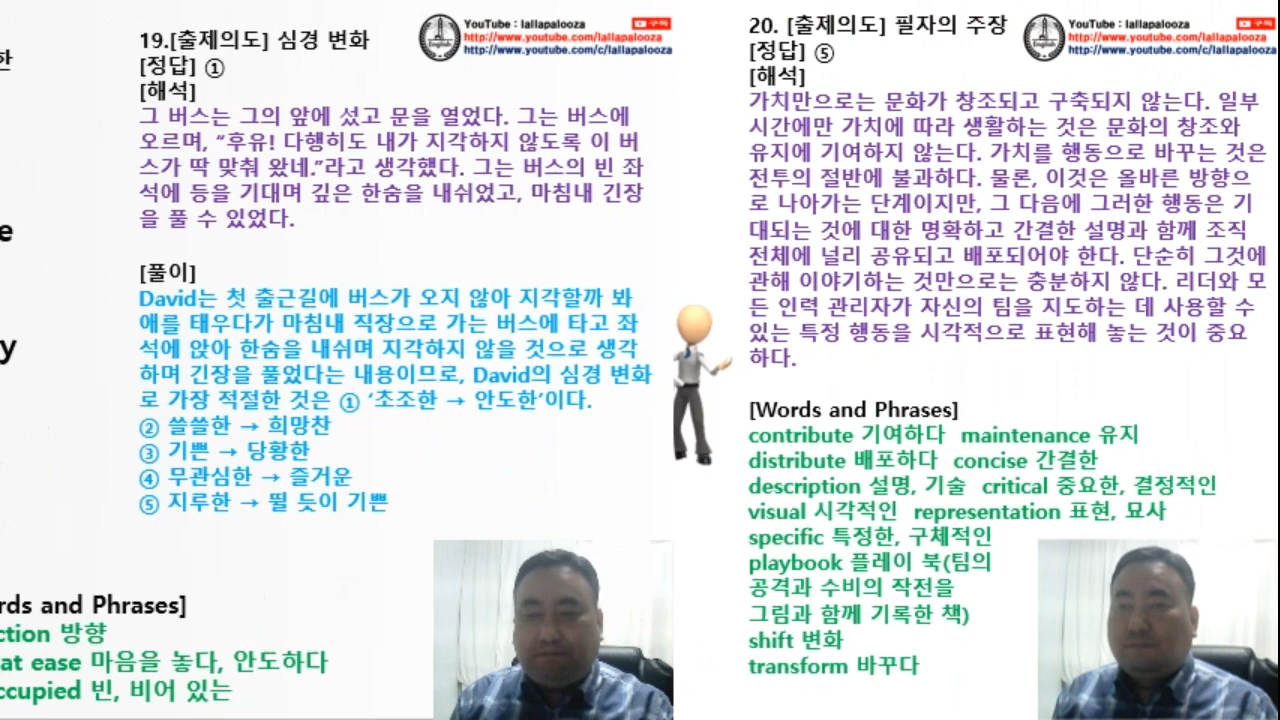 한
e
y
rds and Phrases]
ction 방향
at ease 마음을 놓다, 안도하다
ccupied 빈, 비어 있는
19.[출제의도] 심경 변화
[정답] ①
[해석]
그 버스는 그의 앞에 섰고 문을 열었다. 그는 버스에
오르며, “후유! 다행히도 내가 지각하지 않도록 이 버
스가 딱 맞춰 왔네.”라고 생각했다. 그는 버스의 빈 좌
석에 등을 기대며 깊은 한숨을 내쉬었고, 마침내 긴장
을 풀 수 있었다.
[풀이]
David는 첫 출근길에 버스가 오지 않아 지각할까 봐
애를 태우다가 마침내 직장으로 가는 버스에 타고 좌
석에 앉아 한숨을 내쉬며 지각하지 않을 것으로 생각
하며 긴장을 풀었다는 내용이므로, David의 심경 변화
로 가장 적절한 것은 ① ‘초조한 → 안도한’이다.
② 쓸쓸한 → 희망찬
③ 기쁜 → 당황한
④ 무관심한 → 즐거운
⑤ 지루한 → 뛸 듯이 기쁜
YouTube : lallapalooza 구독
http://www.youtube.com/lallapalooza
http://www.youtube.com/c/lallapalooza
English
20. [출제의도] 필자의 주장
[정답] ⑤
[해석]
가치만으로는 문화가 창조되고 구축되지 않는다. 일부
시간에만 가치에 따라 생활하는 것은 문화의 창조와
유지에 기여하지 않는다. 가치를 행동으로 바꾸는 것은
전투의 절반에 불과하다. 물론, 이것은 올바른 방향으
로 나아가는 단계이지만, 그 다음에 그러한 행동은 기
대되는 것에 대한 명확하고 간결한 설명과 함께 조직
전체에 널리 공유되고 배포되어야 한다. 단순히 그것에
관해 이야기하는 것만으로는 충분하지 않다. 리더와 모
든 인력 관리자가 자신의 팀을 지도하는 데 사용할 수
있는 특정 행동을 시각적으로 표현해 놓는 것이 중요
하다.
[Words and Phrases]
contribute 기여하다 maintenance 유지
distribute 배포하다 concise 간결한
description 설명, 기술 critical 중요한, 결정적인
visual 시각적인 representation 표현, 묘사
specific 특정한, 구체적인
playbook 플레이 북(팀의
공격과 수비의 작전을
그림과 함께 기록한 책)
shift 변화
transform 바꾸다
YouTube : lallapalooza 구독
http://www.youtube.com/lallapalooza
http://www.youtube.com/c/lallapalooza
English